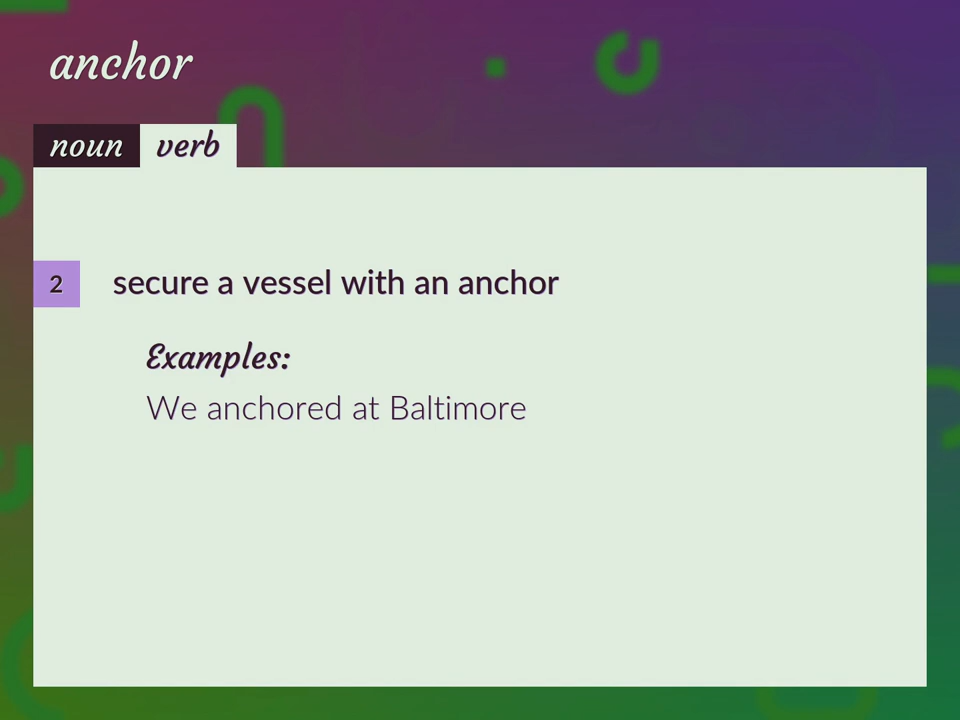 anchor
noun verb
2 secure a vessel with an anchor
Examples:
We anchored at Baltimore